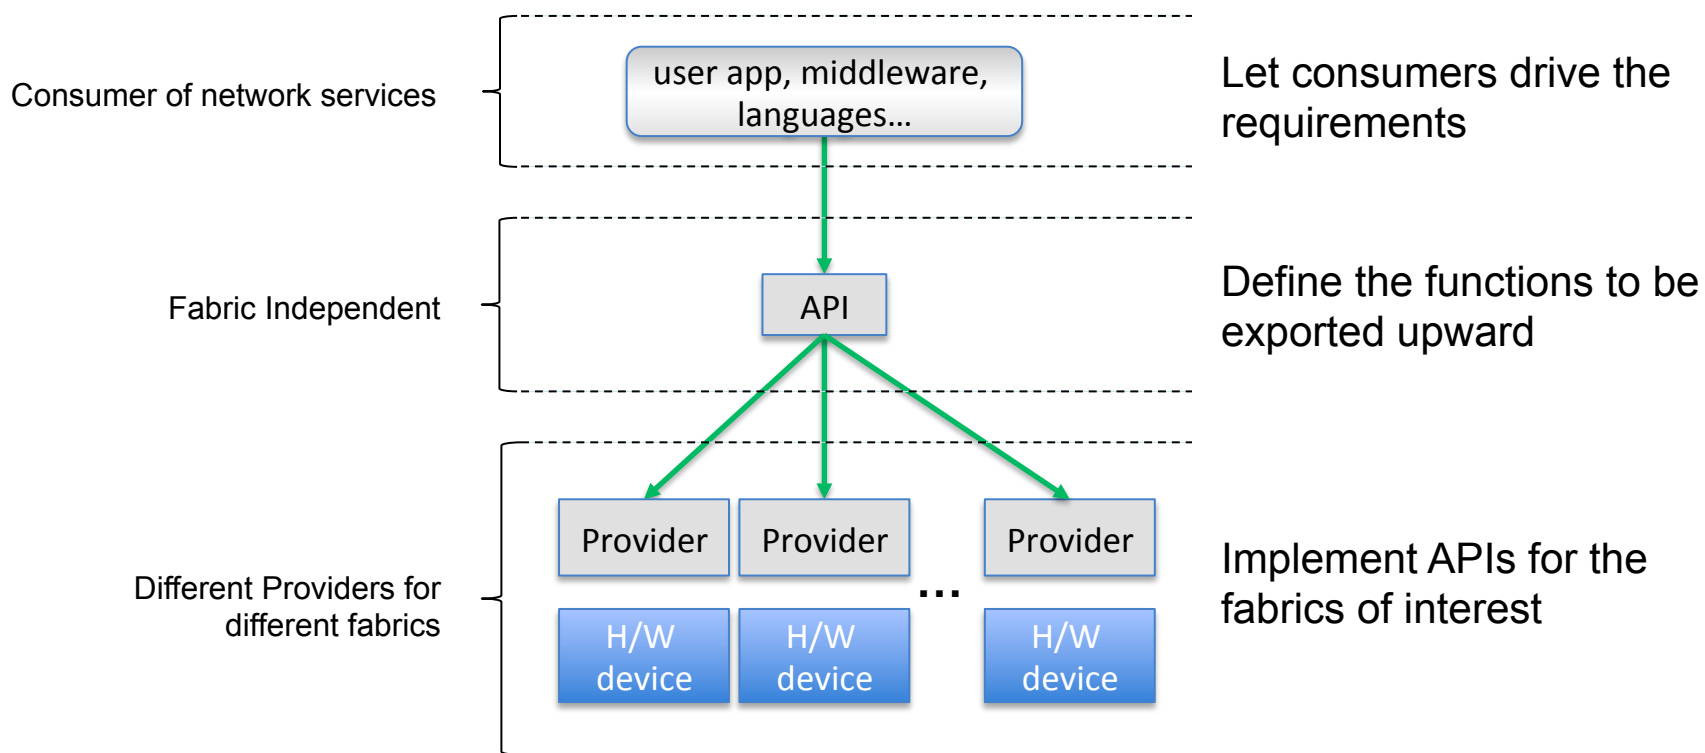 Consumer of network services
user app, middleware,
languages…
Let consumers drive the
requirements
Fabric Independent
API
Define the functions to be
exported upward
Different Providers for
different fabrics
Provider
Provider
...
Provider
H/W
device
H/W
device
H/W
device
Implement APIs for the
fabrics of interest